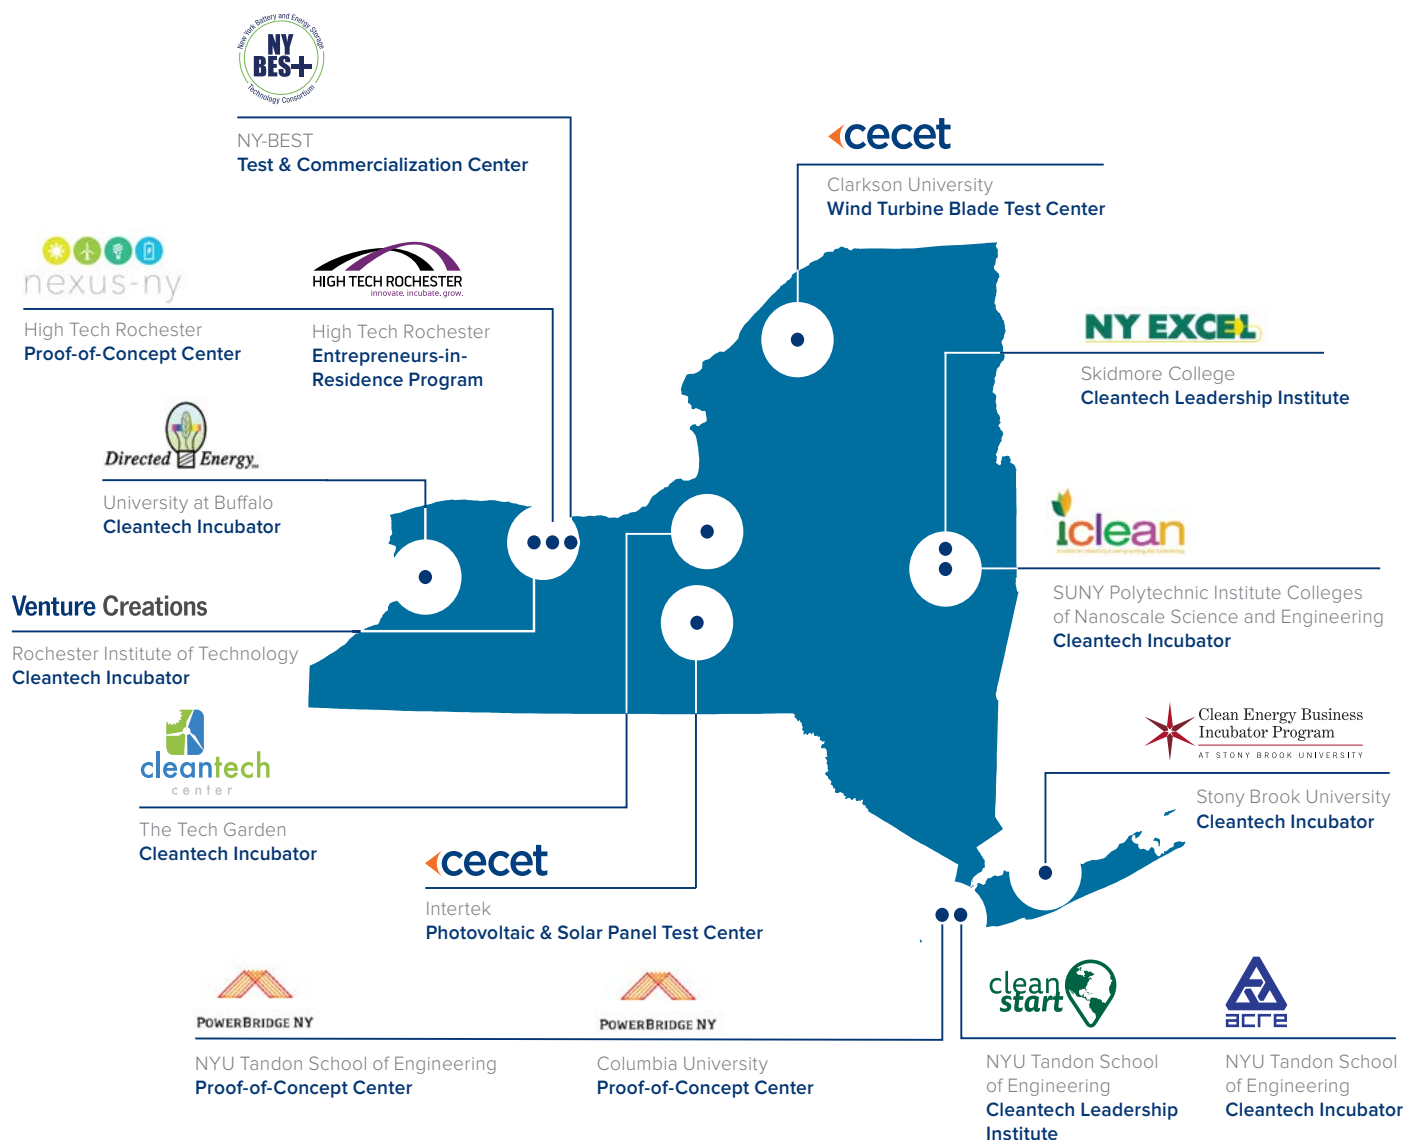 New York Battery and Energy Storage
NY
BEST
Technology Consortium
NY-BEST
Test & Commercialization Center
cecet
Clarkson University
Wind Turbine Blade Test Center
nexus-ny
High Tech Rochester
Proof-of-Concept Center
HIGH TECH ROCHESTER
innovate. incubate. grow.
High Tech Rochester
Entrepreneurs-in-
Residence Program
NY EXCEL
Skidmore College
Cleantech Leadership Institute
Directed Energy
University at Buffalo
Cleantech Incubator
iclean
SUNY Polytechnic Institute Colleges
of Nanoscale Science and Engineering
Cleantech Incubator
Venture Creations
Rochester Institute of Technology
Cleantech Incubator
cleantech
center
The Tech Garden
Cleantech Incubator
Clean Energy Business
Incubator Program
AT STONY BROOK UNIVERSITY
Stony Brook University
Cleantech Incubator
cecet
Intertek
Photovoltaic & Solar Panel Test Center
POWERBRIDGE NY
NYU Tandon School of Engineering
Proof-of-Concept Center
POWERBRIDGE NY
Columbia University
Proof-of-Concept Center
clean
start
NYU Tandon School
of Engineering
Cleantech Leadership
Institute
acre
NYU Tandon School
of Engineering
Cleantech Incubator